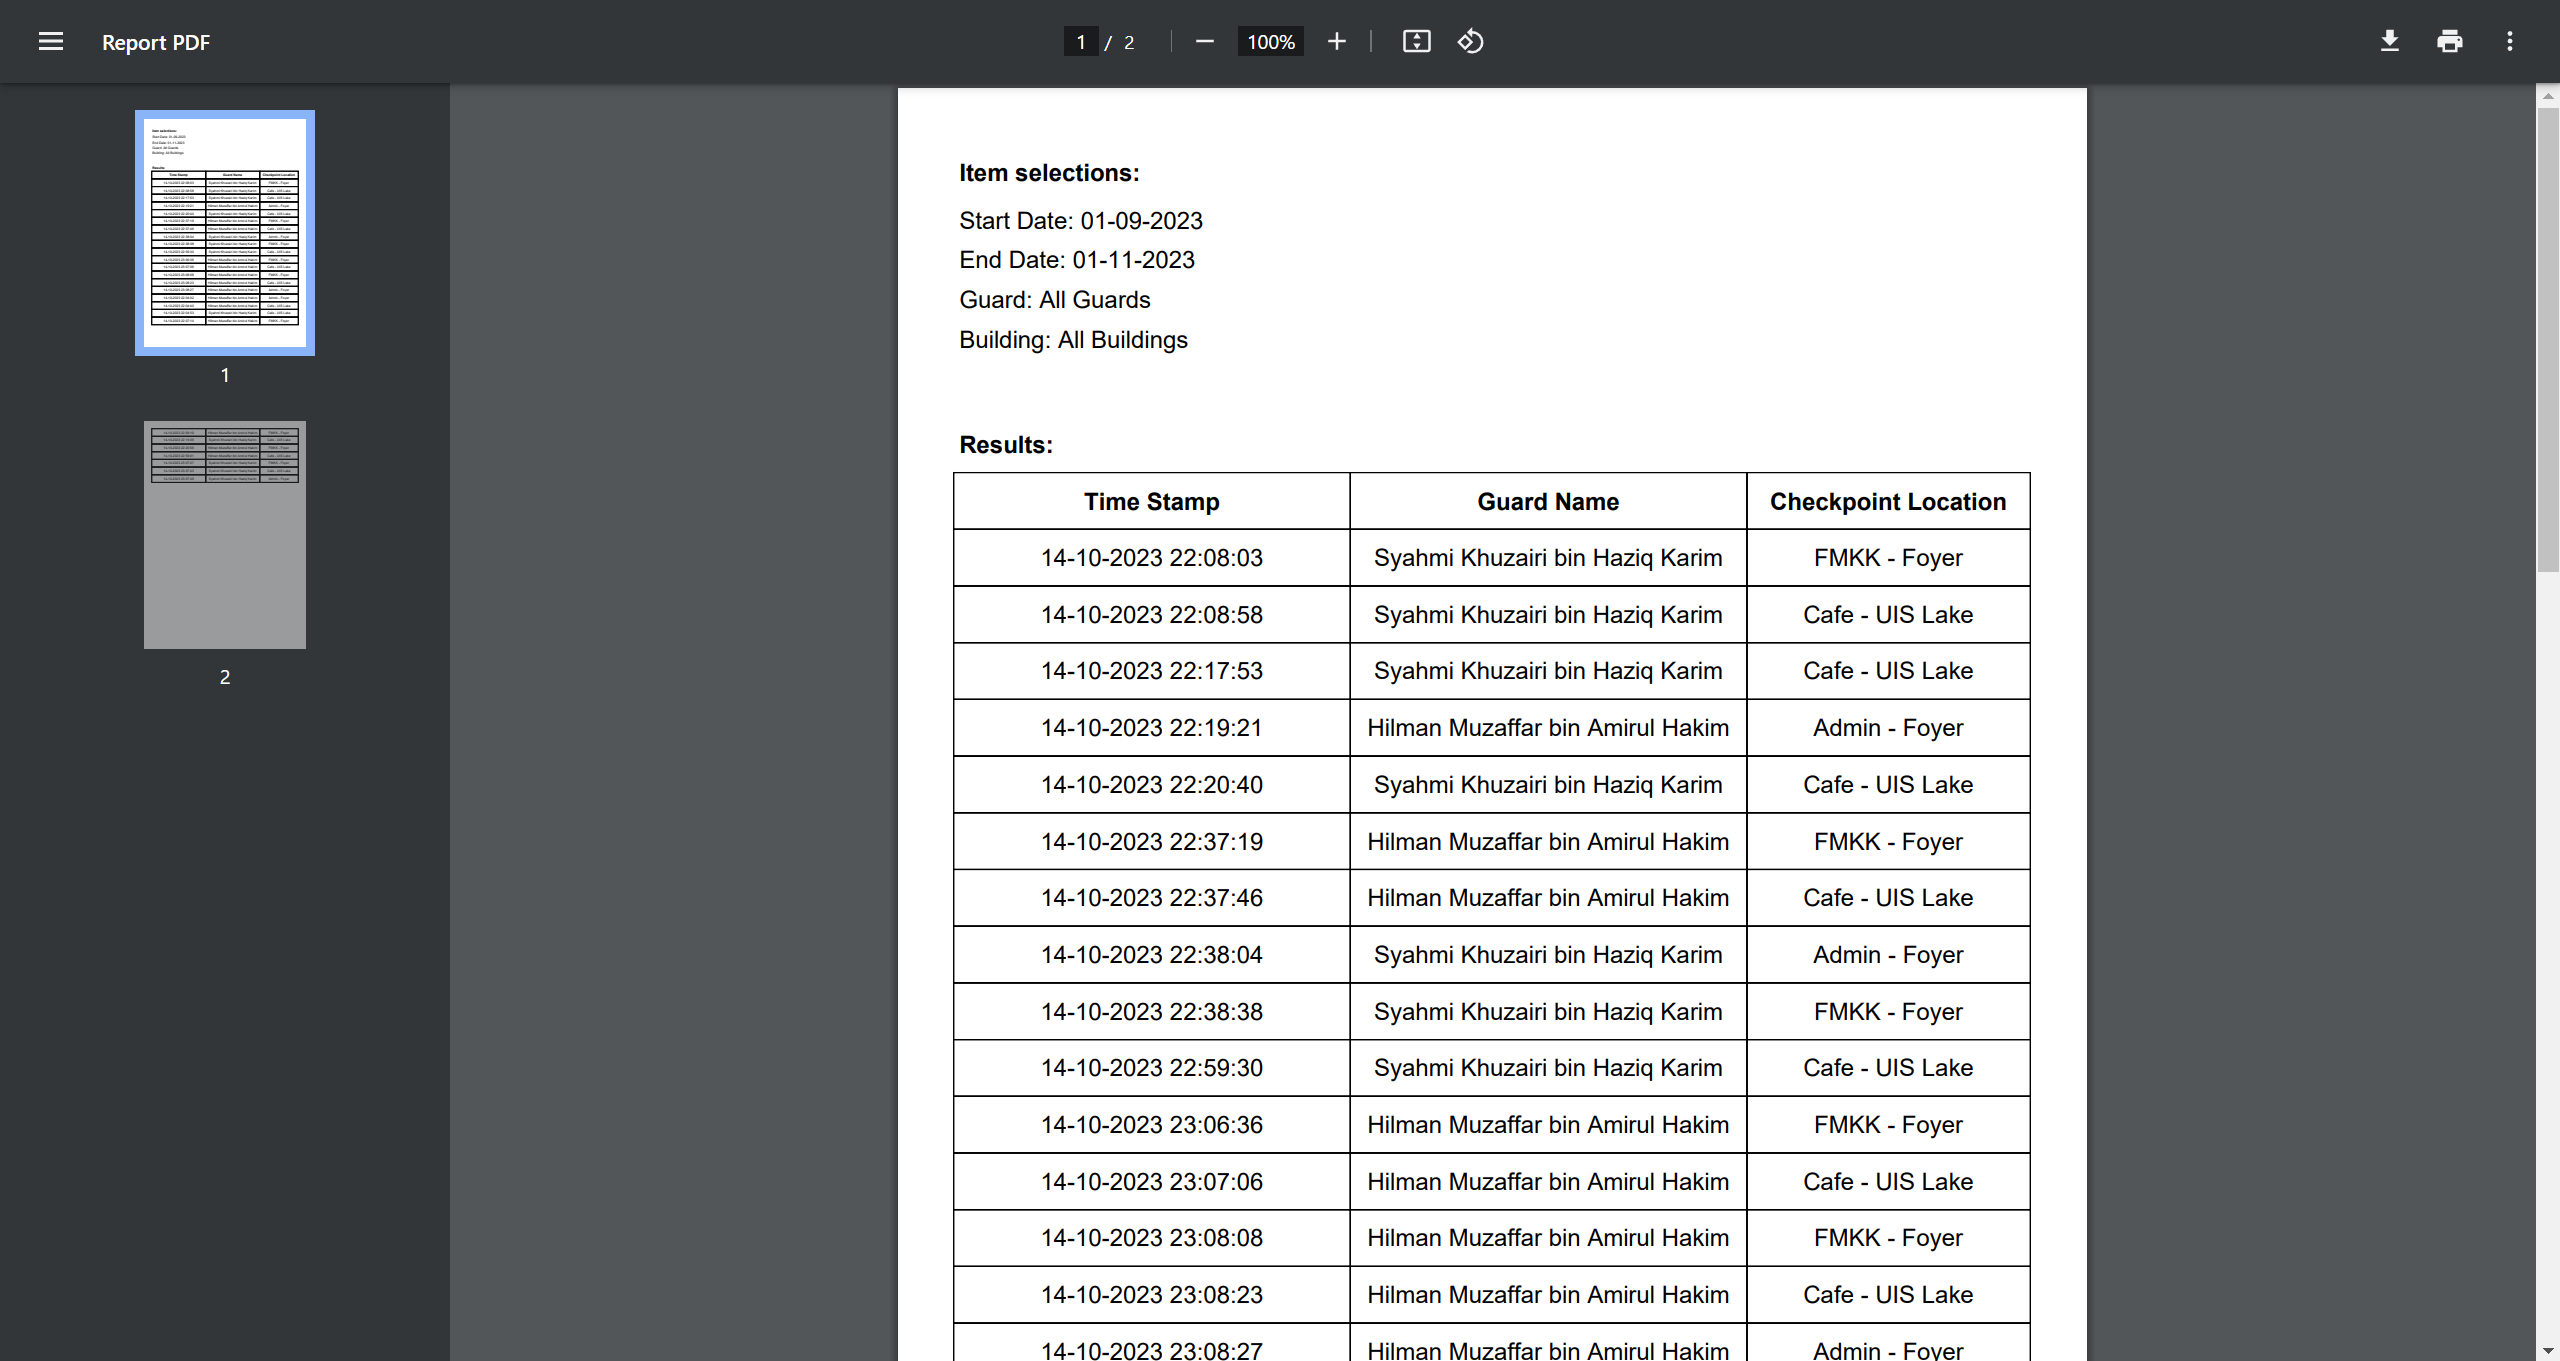 Report PDF
1 / 2
100%
1
2
Item selections:
Start Date: 01-09-2023
End Date: 01-11-2023
Guard: All Guards
Building: All Buildings
Results:
Time Stamp Guard Name Checkpoint Location
14-10-2023 22:08:03 Syahmi Khuzairi bin Haziq Karim FMKK - Foyer
14-10-2023 22:08:58 Syahmi Khuzairi bin Haziq Karim Cafe - UIS Lake
14-10-2023 22:17:53 Syahmi Khuzairi bin Haziq Karim Cafe - UIS Lake
14-10-2023 22:19:21 Hilman Muzaffar bin Amirul Hakim Admin - Foyer
14-10-2023 22:20:40 Syahmi Khuzairi bin Haziq Karim Cafe - UIS Lake
14-10-2023 22:37:19 Hilman Muzaffar bin Amirul Hakim FMKK - Foyer
14-10-2023 22:37:46 Hilman Muzaffar bin Amirul Hakim Cafe - UIS Lake
14-10-2023 22:38:04 Syahmi Khuzairi bin Haziq Karim Admin - Foyer
14-10-2023 22:38:38 Syahmi Khuzairi bin Haziq Karim FMKK - Foyer
14-10-2023 22:59:30 Syahmi Khuzairi bin Haziq Karim Cafe - UIS Lake
14-10-2023 23:06:36 Hilman Muzaffar bin Amirul Hakim FMKK - Foyer
14-10-2023 23:07:06 Hilman Muzaffar bin Amirul Hakim Cafe - UIS Lake
14-10-2023 23:08:08 Hilman Muzaffar bin Amirul Hakim FMKK - Foyer
14-10-2023 23:08:23 Hilman Muzaffar bin Amirul Hakim Cafe - UIS Lake
14-10-2023 23:08:27 Hilman Muzaffar bin Amirul Hakim Admin - Foyer